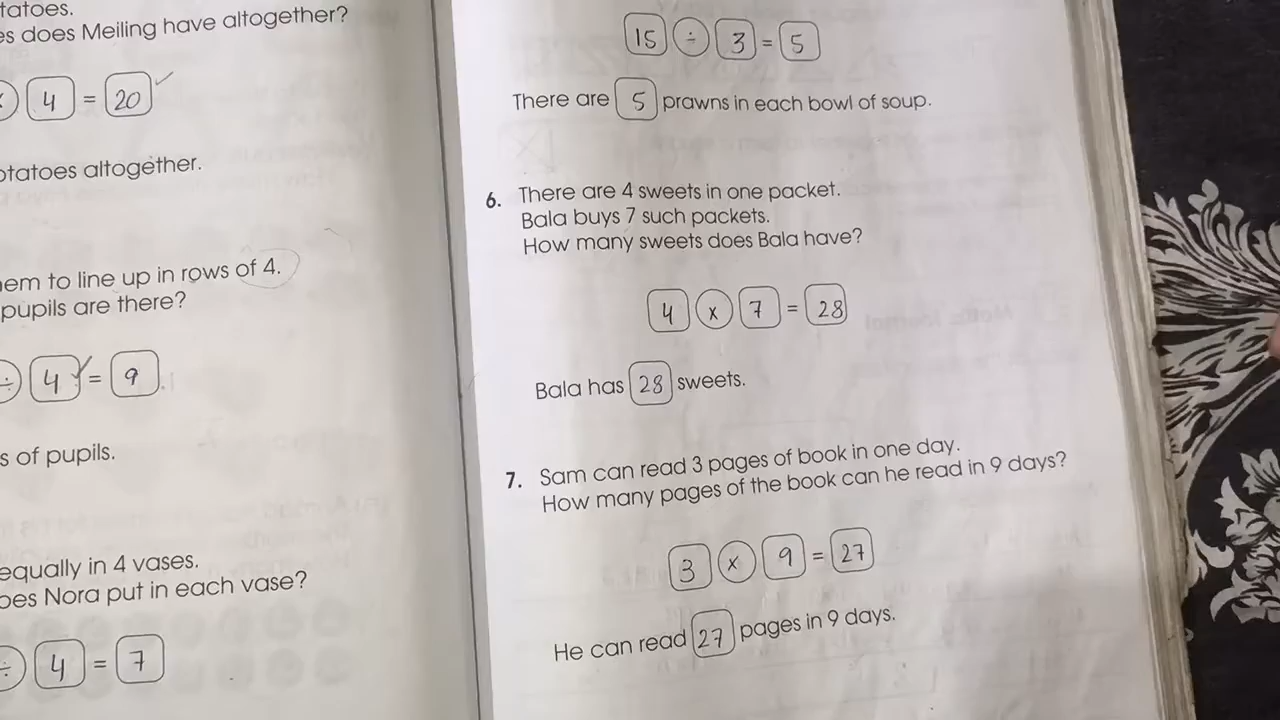 does Meiling have altogether?
4 = 20
altogether.
to line up in rows of 4.
pupils are there?
÷ 4 = 9
of pupils.
equally in 4 vases.
Nora put in each vase?
÷ 4 = 7
15 ÷ 3 = 5
There are 5 prawns in each bowl of soup.
6. There are 4 sweets in one packet.
Bala buys 7 such packets.
How many sweets does Bala have?
4 x 7 = 28
Bala has 28 sweets.
7. Sam can read 3 pages of book in one day.
How many pages of the book can he read in 9 days?
3 x 9 = 27
He can read 27 pages in 9 days.